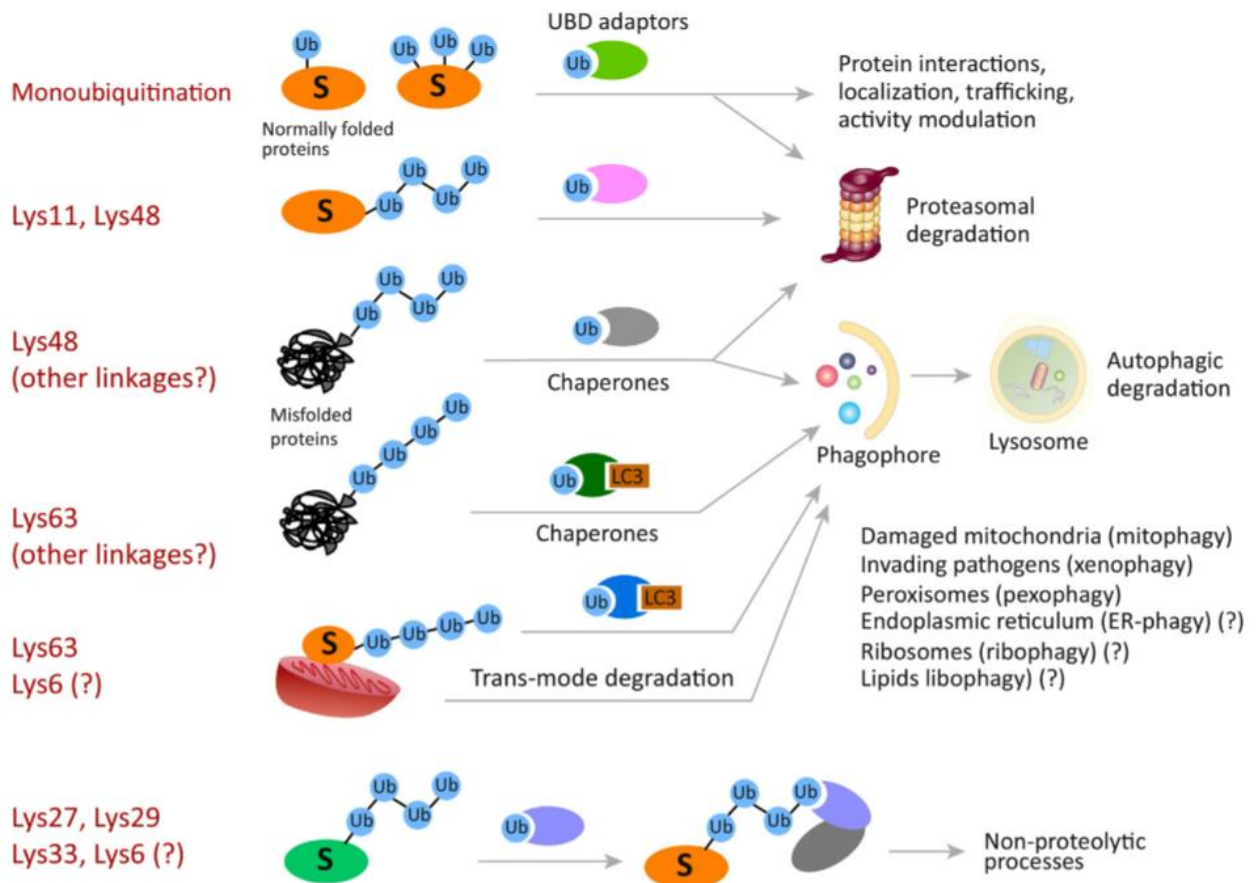 UBD adaptors
Monoubiquitination
Ub
S
Ub
Ub
Ub
S
Ub
Normally folded
proteins
Protein interactions,
localization, trafficking,
activity modulation
Lys11, Lys48
S
Ub
Ub
Ub
Ub
Ub
Ub
Proteasomal
degradation
Lys48
(other linkages?)
Ub
Ub
Ub
Ub
Ub
Chaperones
Misfolded
proteins
Phagophore
Lysosome
Autophagic
degradation
Lys63
(other linkages?)
Ub
Ub
Ub
Ub
Ub
LC3
Chaperones
Lys63
Lys6 (?)
S
Ub
Ub
Ub
Ub
Ub
LC3
Trans-mode degradation
Damaged mitochondria (mitophagy)
Invading pathogens (xenophagy)
Peroxisomes (pexophagy)
Endoplasmic reticulum (ER-phagy) (?)
Ribosomes (ribophagy) (?)
Lipids libophagy) (?)
Lys27, Lys29
Lys33, Lys6 (?)
S
Ub
Ub
Ub
Ub
Ub
Ub
S
Ub
Ub
Ub
Ub
Ub
Non-proteolytic
processes